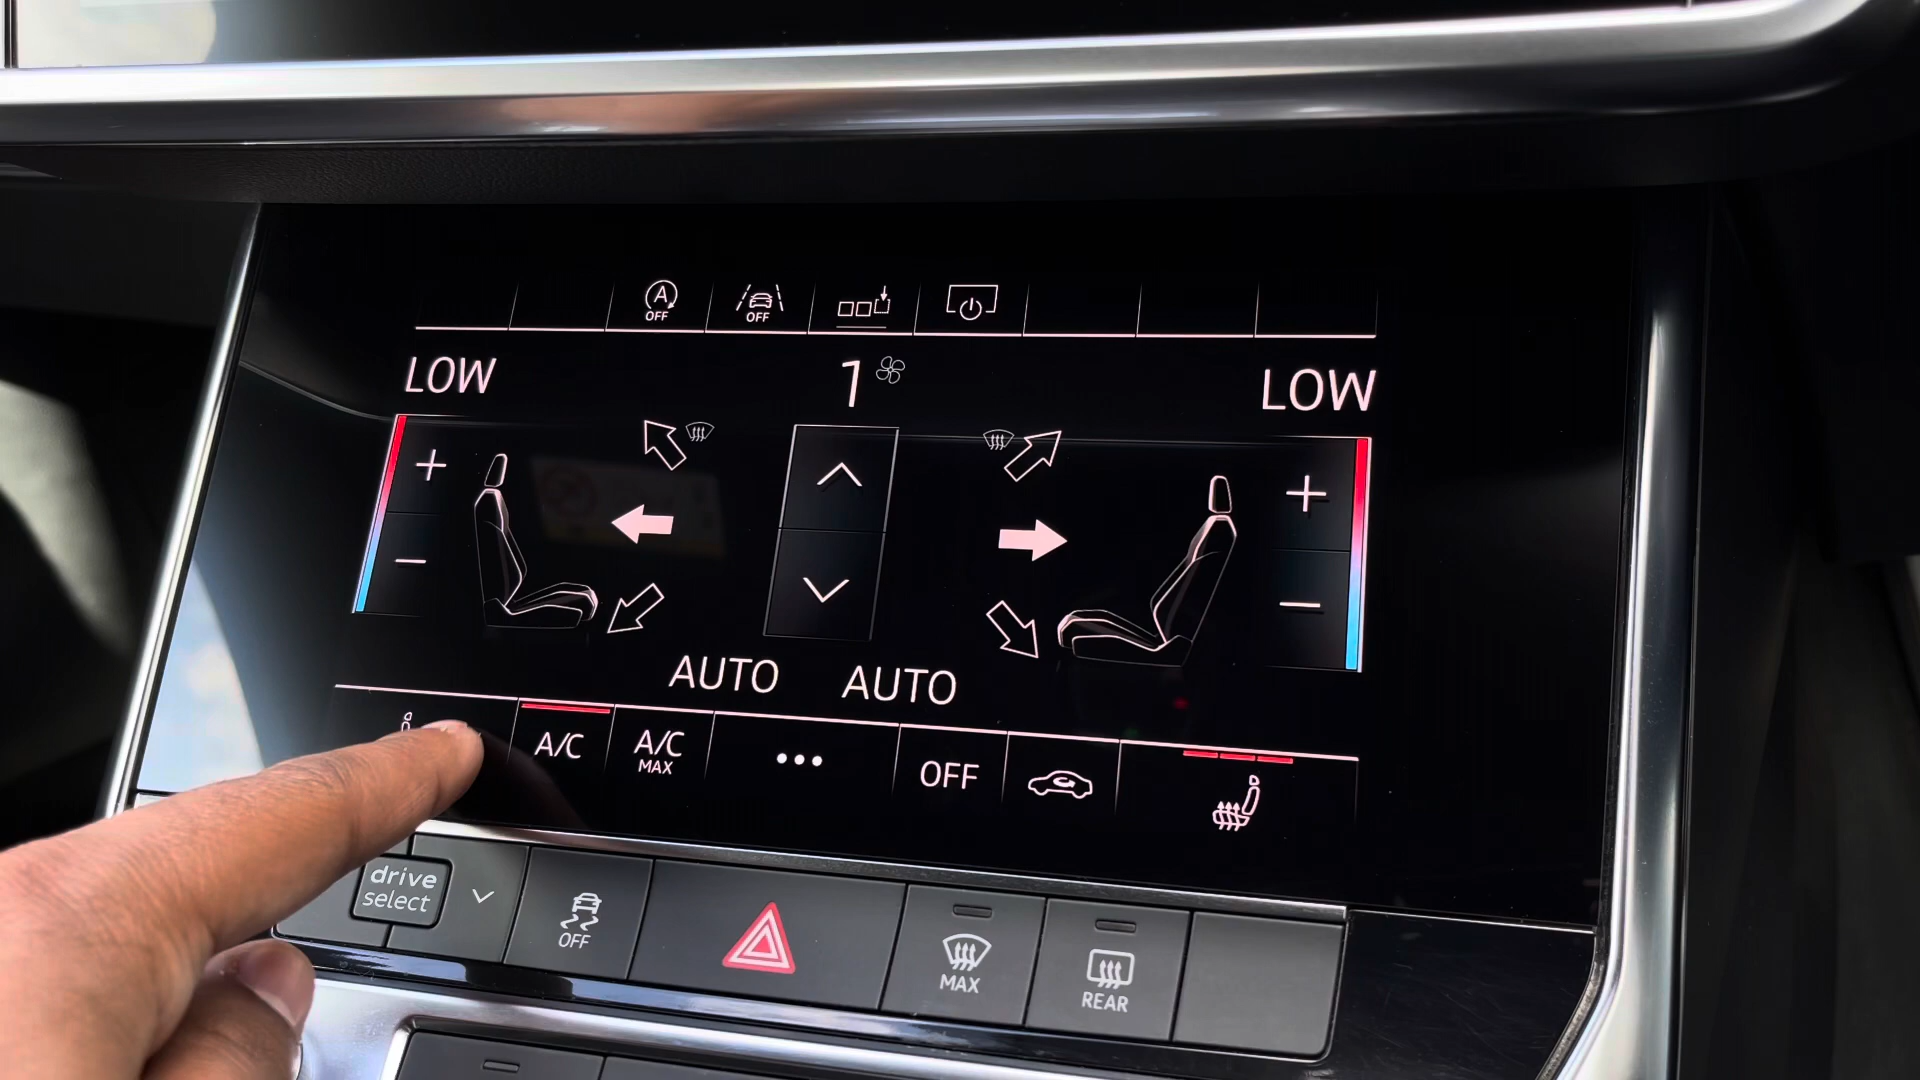 A
OFF
OFF
LOW 1 LOW
AUTO AUTO
A/C A/C MAX ••• OFF
drive
select
OFF
MAX
REAR